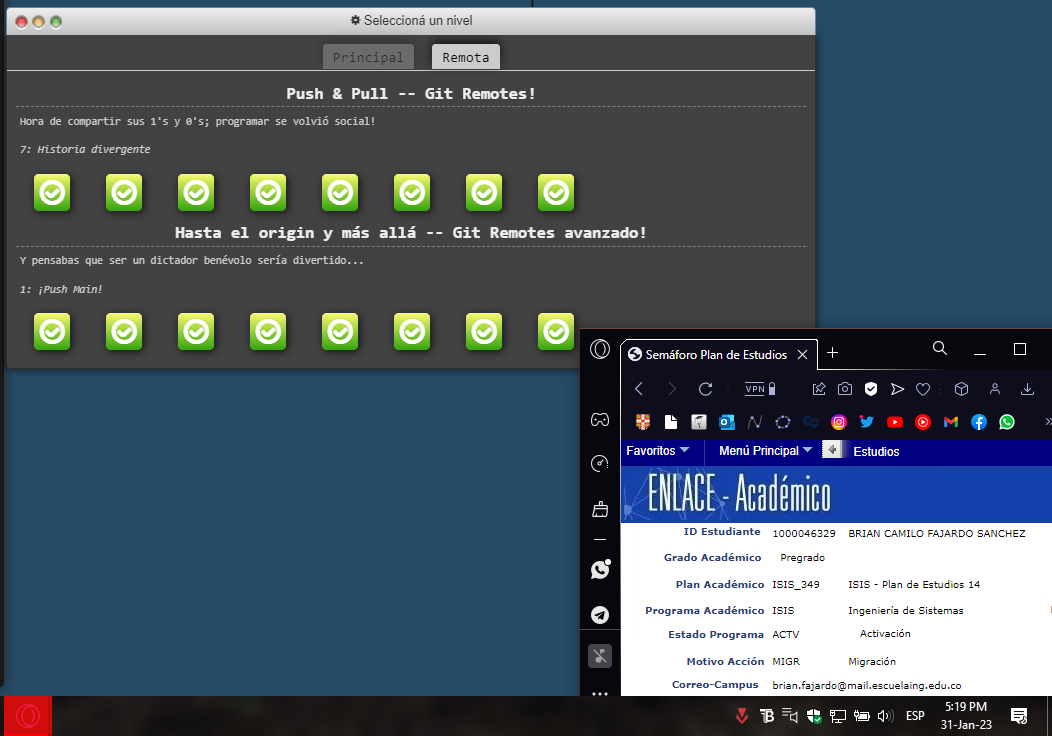 Seleccioná un nivel
Principal
Remota
Push & Pull -- Git Remotes!
Hora de compartir sus 1's y 0's; programar se volvió social!
7: Historia divergente
Hasta el origin y más allá -- Git Remotes avanzado!
Y pensabas que ser un dictador benévolo sería divertido...
1: ¡Push Main!
Semáforo Plan de Estudios
VPN
Favoritos
Menú Principal
Estudios
ENLACE - Académico
ID Estudiante 1000046329 BRIAN CAMILO FAJARDO SANCHEZ
Grado Académico Pregrado
Plan Académico ISIS_349 ISIS - Plan de Estudios 14
Programa Académico ISIS Ingeniería de Sistemas
Estado Programa ACTV Activación
Motivo Acción MIGR Migración
Correo-Campus brian.fajardo@mail.escuelaing.edu.co
ESP
5:19 PM
31-Jan-23